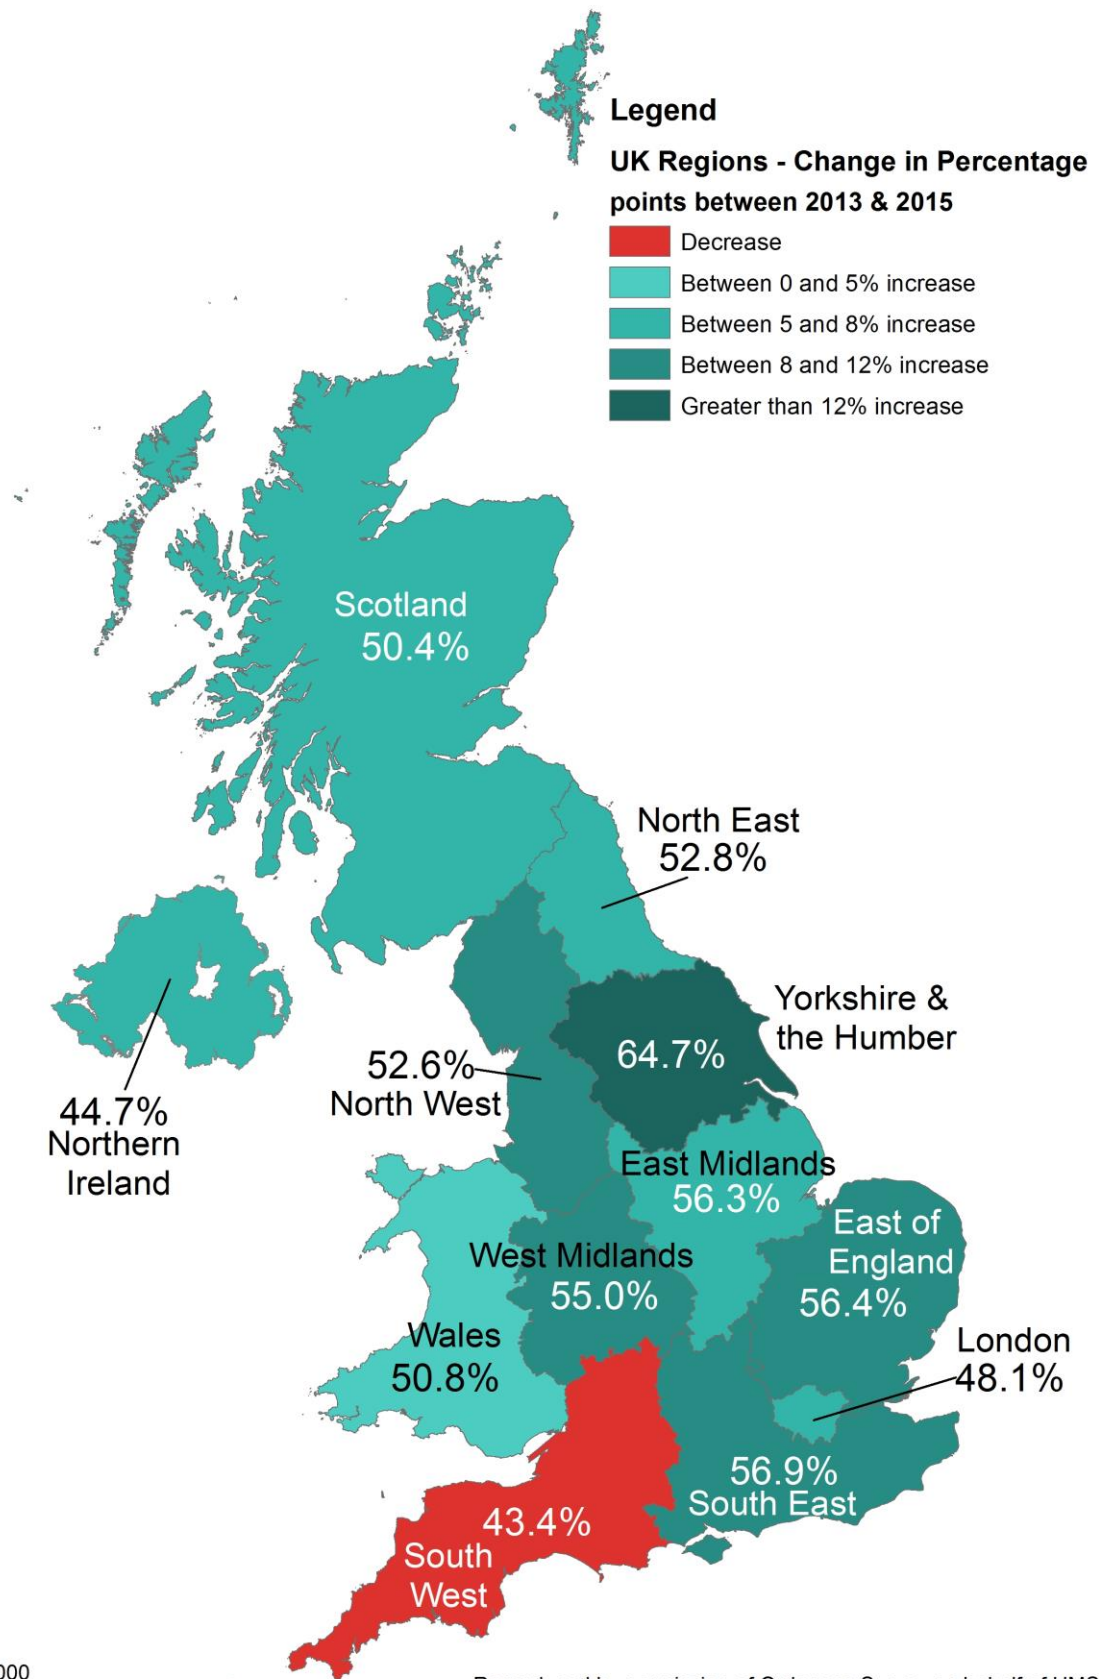 Legend
UK Regions - Change in Percentage
points between 2013 & 2015
Decrease
Between 0 and 5% increase
Between 5 and 8% increase
Between 8 and 12% increase
Greater than 12% increase
Scotland
50.4%
North East
52.8%
Yorkshire &
the Humber
64.7%
52.6%
North West
44.7%
Northern
Ireland
East Midlands
56.3%
East of
England
56.4%
West Midlands
55.0%
Wales
50.8%
London
48.1%
56.9%
South East
43.4%
South
West